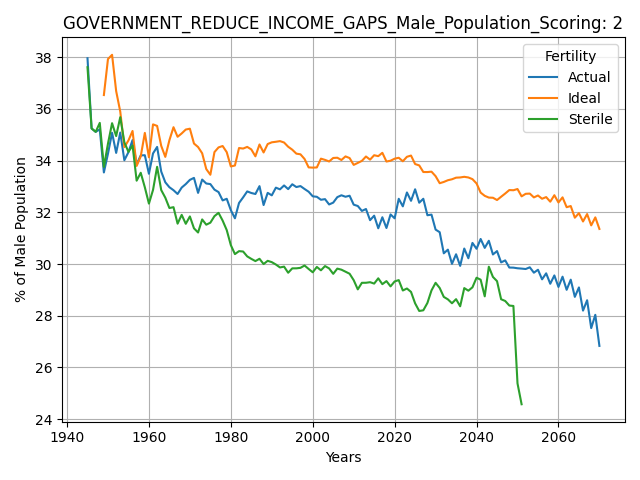 GOVERNMENT_REDUCE_INCOME_GAPS_Male_Population_Scoring: 2
% of Male Population
38
36
34
32
30
28
26
24
Fertility
Actual
Ideal
Sterile
1940 1960 1980 2000 2020 2040 2060
Years